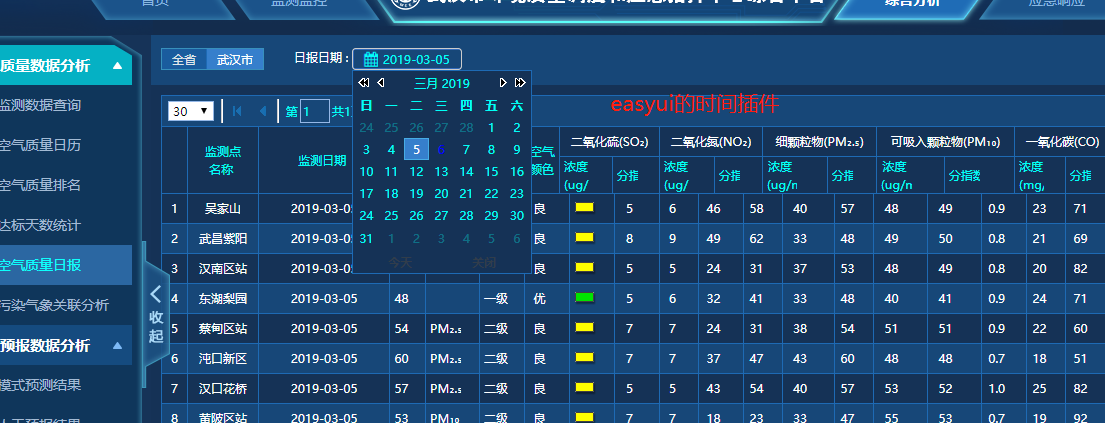 首页 监测监控 综合分析 应急响应
质量数据分析
监测数据查询
空气质量日历
空气质量排名
达标天数统计
空气质量日报
污染气象关联分析
预报数据分析
模式预测结果
收起
全省 武汉市 日报日期： 2019-03-05
30 第 1 共1
easyui的时间插件
三月 2019
日 一 二 三 四 五 六
24 25 26 27 28 1 2
3 4 5 6 7 8 9
10 11 12 13 14 15 16
17 18 19 20 21 22 23
24 25 26 27 28 29 30
31 1 2 3 4 5 6
今天 关闭
监测点名称 监测日期 空气 颜色 二氧化硫(SO₂) 二氧化氮(NO₂) 细颗粒物(PM₂.₅) 可吸入颗粒物(PM₁₀) 一氧化碳(CO)
浓度 分指 浓度 分指 浓度 分指 浓度 分指数 浓度 分指
(ug/ (ug/ (ug/n (ug/n (mg/
1 吴家山 2019-03-05 良 5 6 46 58 40 57 48 49 0.9 23 71
2 武昌紫阳 2019-03-05 良 8 9 49 62 33 48 49 50 0.8 21 69
3 汉南区站 2019-03-05 良 5 5 24 31 37 53 48 49 0.8 20 82
4 东湖梨园 2019-03-05 48 一级 优 5 6 32 41 33 48 40 41 0.9 24 71
5 蔡甸区站 2019-03-05 54 PM₂.₅ 二级 良 7 7 24 31 38 54 51 51 0.9 22 60
6 沌口新区 2019-03-05 60 PM₂.₅ 二级 良 7 7 37 47 43 60 48 48 0.7 18 51
7 汉口花桥 2019-03-05 57 PM₂.₅ 二级 良 5 5 43 54 40 57 53 52 1.0 25 82
8 黄陂区站 2019-03-05 53 PM₁₀ 二级 良 7 7 18 23 33 47 55 53 0.7 19 92